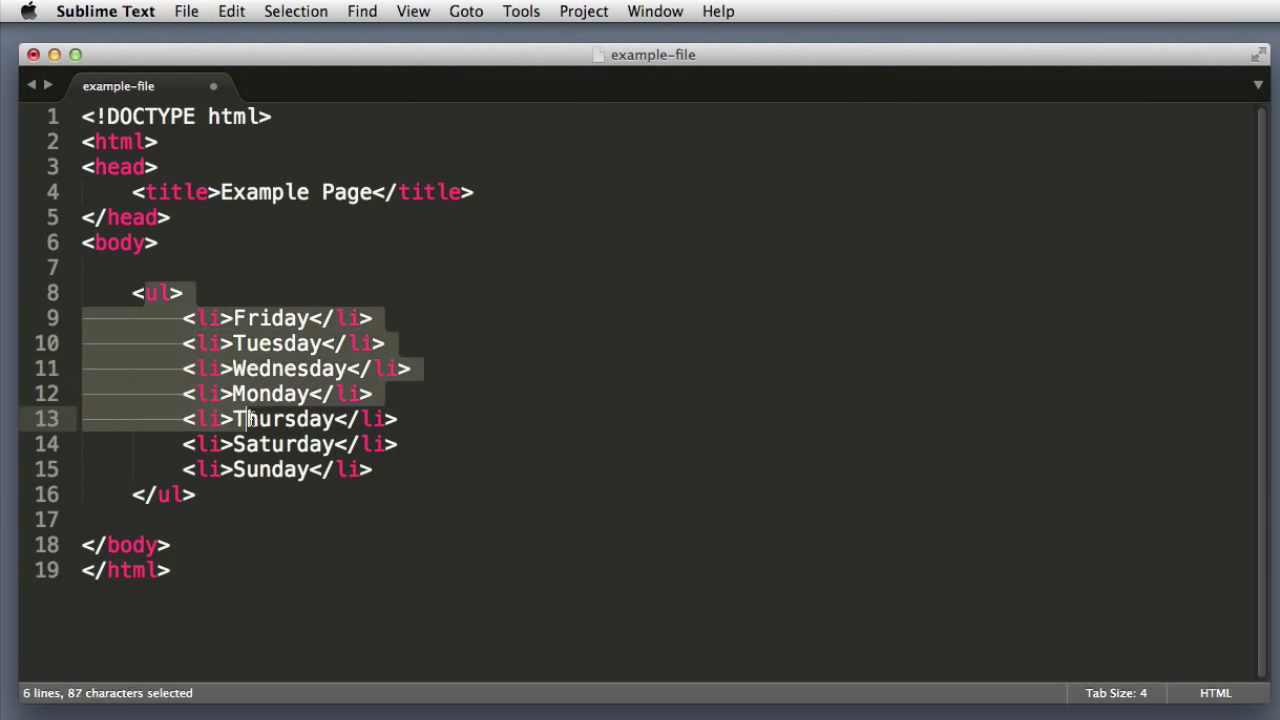 Sublime Text File Edit Selection Find View Goto Tools Project Window Help
example-file
example-file
1 <!DOCTYPE html>
2 <html>
3 <head>
4 <title>Example Page</title>
5 </head>
6 <body>
7
8 <ul>
9 <li>Friday</li>
10 <li>Tuesday</li>
11 <li>Wednesday</li>
12 <li>Monday</li>
13 <li>Thursday</li>
14 <li>Saturday</li>
15 <li>Sunday</li>
16 </ul>
17
18 </body>
19 </html>
6 lines, 87 characters selected Tab Size: 4 HTML